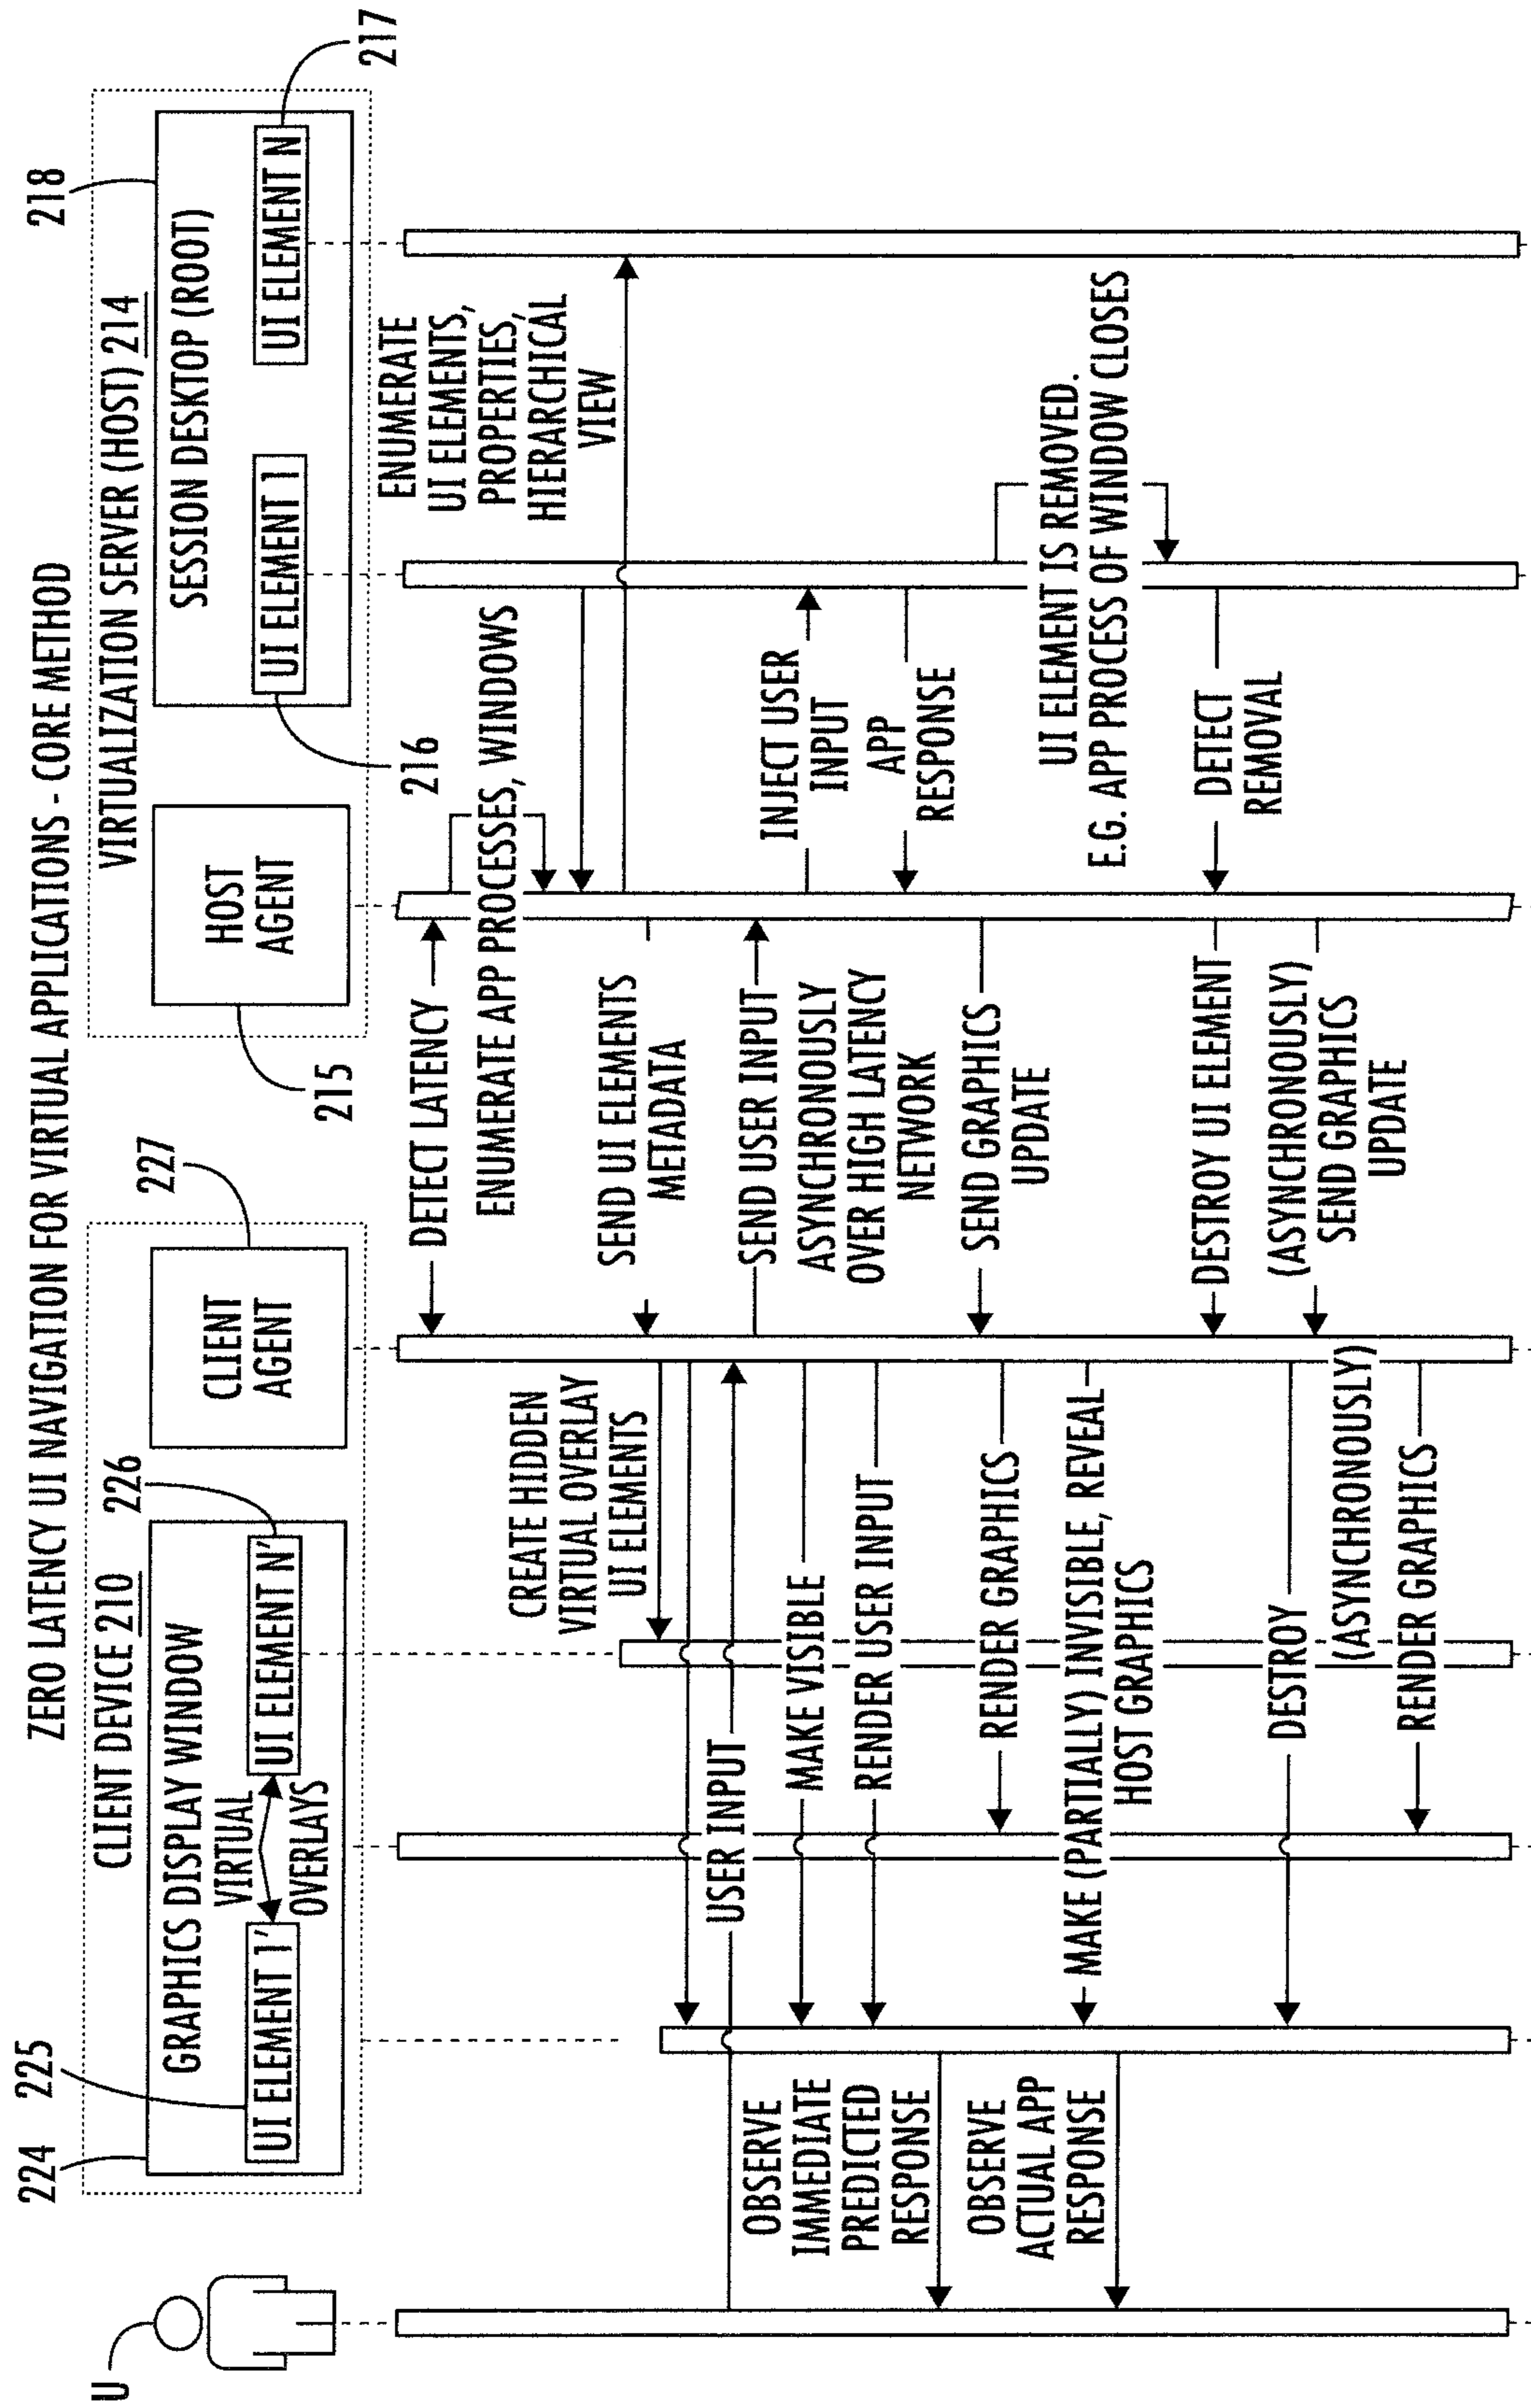 ZERO LATENCY UI NAVIGATION FOR VIRTUAL APPLICATIONS - CORE METHOD
U
224
225
CLIENT DEVICE 210
226
227
GRAPHICS DISPLAY WINDOW
UI ELEMENT 1'
VIRTUAL
OVERLAYS
UI ELEMENT N'
CLIENT
AGENT
VIRTUALIZATION SERVER (HOST) 214
218
215
HOST
AGENT
216
SESSION DESKTOP (ROOT)
UI ELEMENT 1
UI ELEMENT N
217
DETECT LATENCY
ENUMERATE APP PROCESSES, WINDOWS
ENUMERATE
UI ELEMENTS,
PROPERTIES,
HIERARCHICAL
VIEW
SEND UI ELEMENTS
METADATA
CREATE HIDDEN
VIRTUAL OVERLAY
UI ELEMENTS
USER INPUT
SEND USER INPUT
ASYNCHRONOUSLY
OVER HIGH LATENCY
NETWORK
MAKE VISIBLE
RENDER USER INPUT
INJECT USER
INPUT
APP
RESPONSE
OBSERVE
IMMEDIATE
PREDICTED
RESPONSE
SEND GRAPHICS
UPDATE
RENDER GRAPHICS
MAKE (PARTIALLY) INVISIBLE, REVEAL
HOST GRAPHICS
OBSERVE
ACTUAL APP
RESPONSE
UI ELEMENT IS REMOVED.
E.G. APP PROCESS OF WINDOW CLOSES
DETECT
REMOVAL
DESTROY UI ELEMENT
DESTROY
(ASYNCHRONOUSLY)
SEND GRAPHICS
UPDATE
(ASYNCHRONOUSLY)
RENDER GRAPHICS